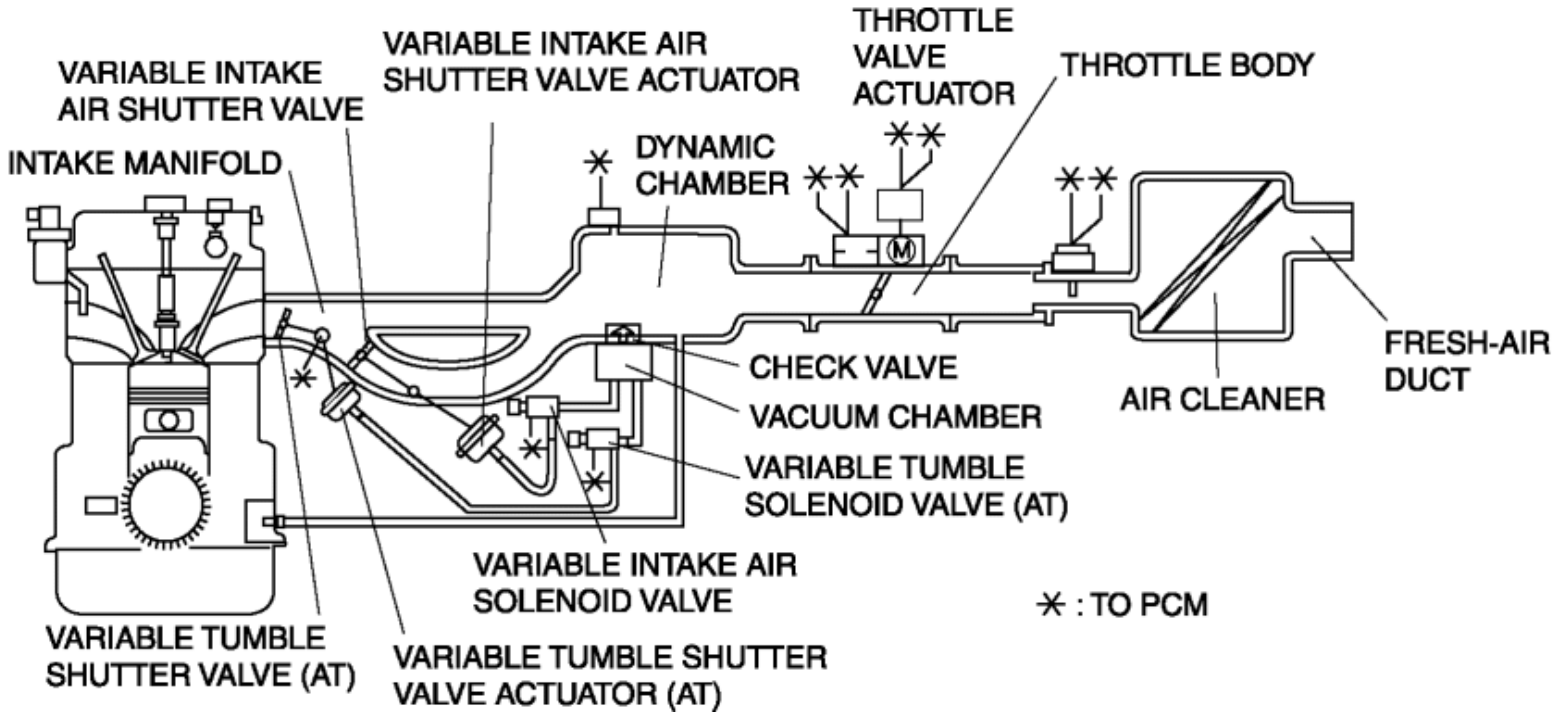 VARIABLE INTAKE
AIR SHUTTER VALVE
VARIABLE INTAKE AIR
SHUTTER VALVE ACTUATOR
THROTTLE
VALVE
ACTUATOR
THROTTLE BODY
INTAKE MANIFOLD
DYNAMIC
CHAMBER
M
FRESH-AIR
DUCT
CHECK VALVE
AIR CLEANER
VACUUM CHAMBER
VARIABLE TUMBLE
SOLENOID VALVE (AT)
VARIABLE INTAKE AIR
SOLENOID VALVE
* : TO PCM
VARIABLE TUMBLE
SHUTTER VALVE (AT)
VARIABLE TUMBLE SHUTTER
VALVE ACTUATOR (AT)